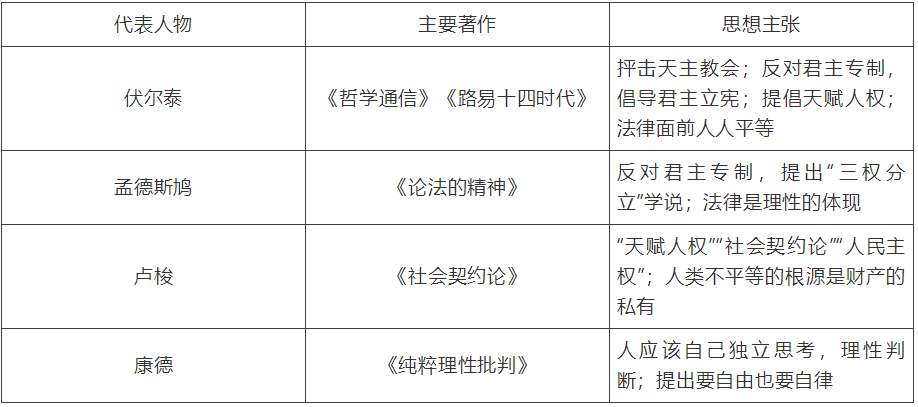 代表人物 主要著作 思想主张
伏尔泰 《哲学通信》《路易十四时代》 抨击天主教会；反对君主专制，
倡导君主立宪；提倡天赋人权；
法律面前人人平等
孟德斯鸠 《论法的精神》 反对君主专制，提出“三权分
立”学说；法律是理性的体现
卢梭 《社会契约论》 “天赋人权”“社会契约论”“人民主
权”；人类不平等的根源是财产的
私有
康德 《纯粹理性批判》 人应该自己独立思考，理性判
断；提出要自由也要自律